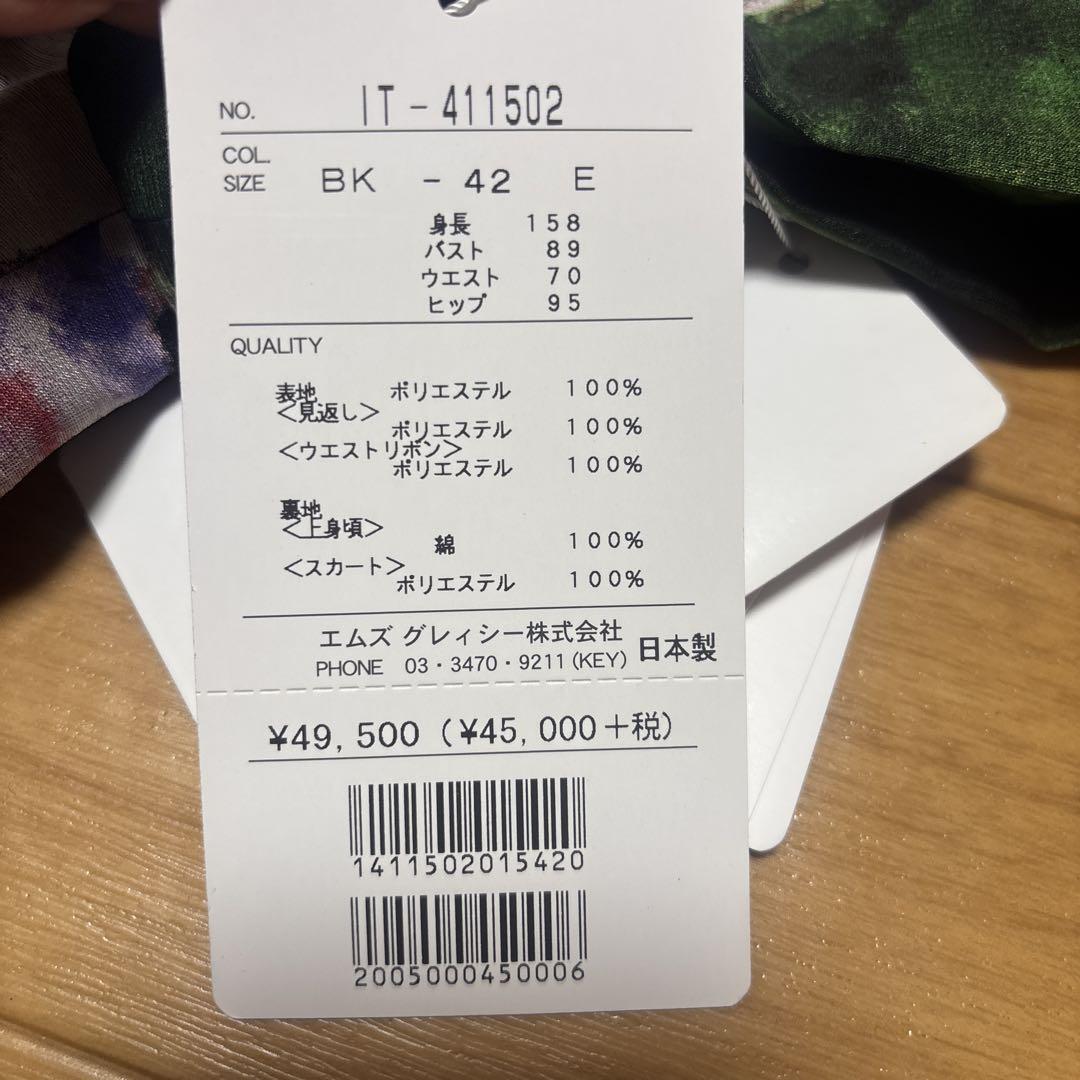 NO. IT-411502
COL.
SIZE BK - 42 E
身長 158
バスト 89
ウエスト 70
ヒップ 95
QUALITY
表地 ポリエステル 100%
<見返し>
ポリエステル 100%
<ウエストリボン>
ポリエステル 100%
裏地
<上身頃>
綿 100%
<スカート>
ポリエステル 100%
エムズ グレィシー株式会社
PHONE 03・3470・9211(KEY) 日本製
¥49,500(¥45,000+税)
1411502015420
2005000450006